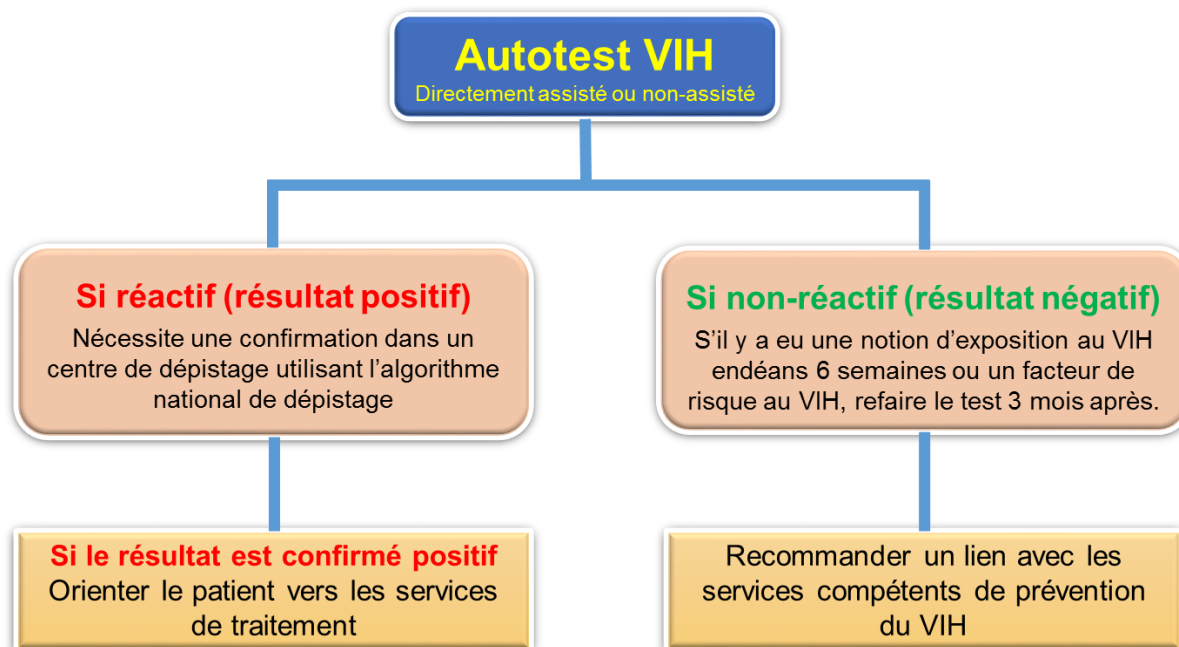 Autotest VIH
Directement assisté ou non-assisté
Si réactif (résultat positif)
Nécessite une confirmation dans un
centre de dépistage utilisant l’algorithme
national de dépistage
Si non-réactif (résultat négatif)
S’il y a eu une notion d’exposition au VIH
endéans 6 semaines ou un facteur de
risque au VIH, refaire le test 3 mois après.
Si le résultat est confirmé positif
Orienter le patient vers les services
de traitement
Recommander un lien avec les
services compétents de prévention
du VIH